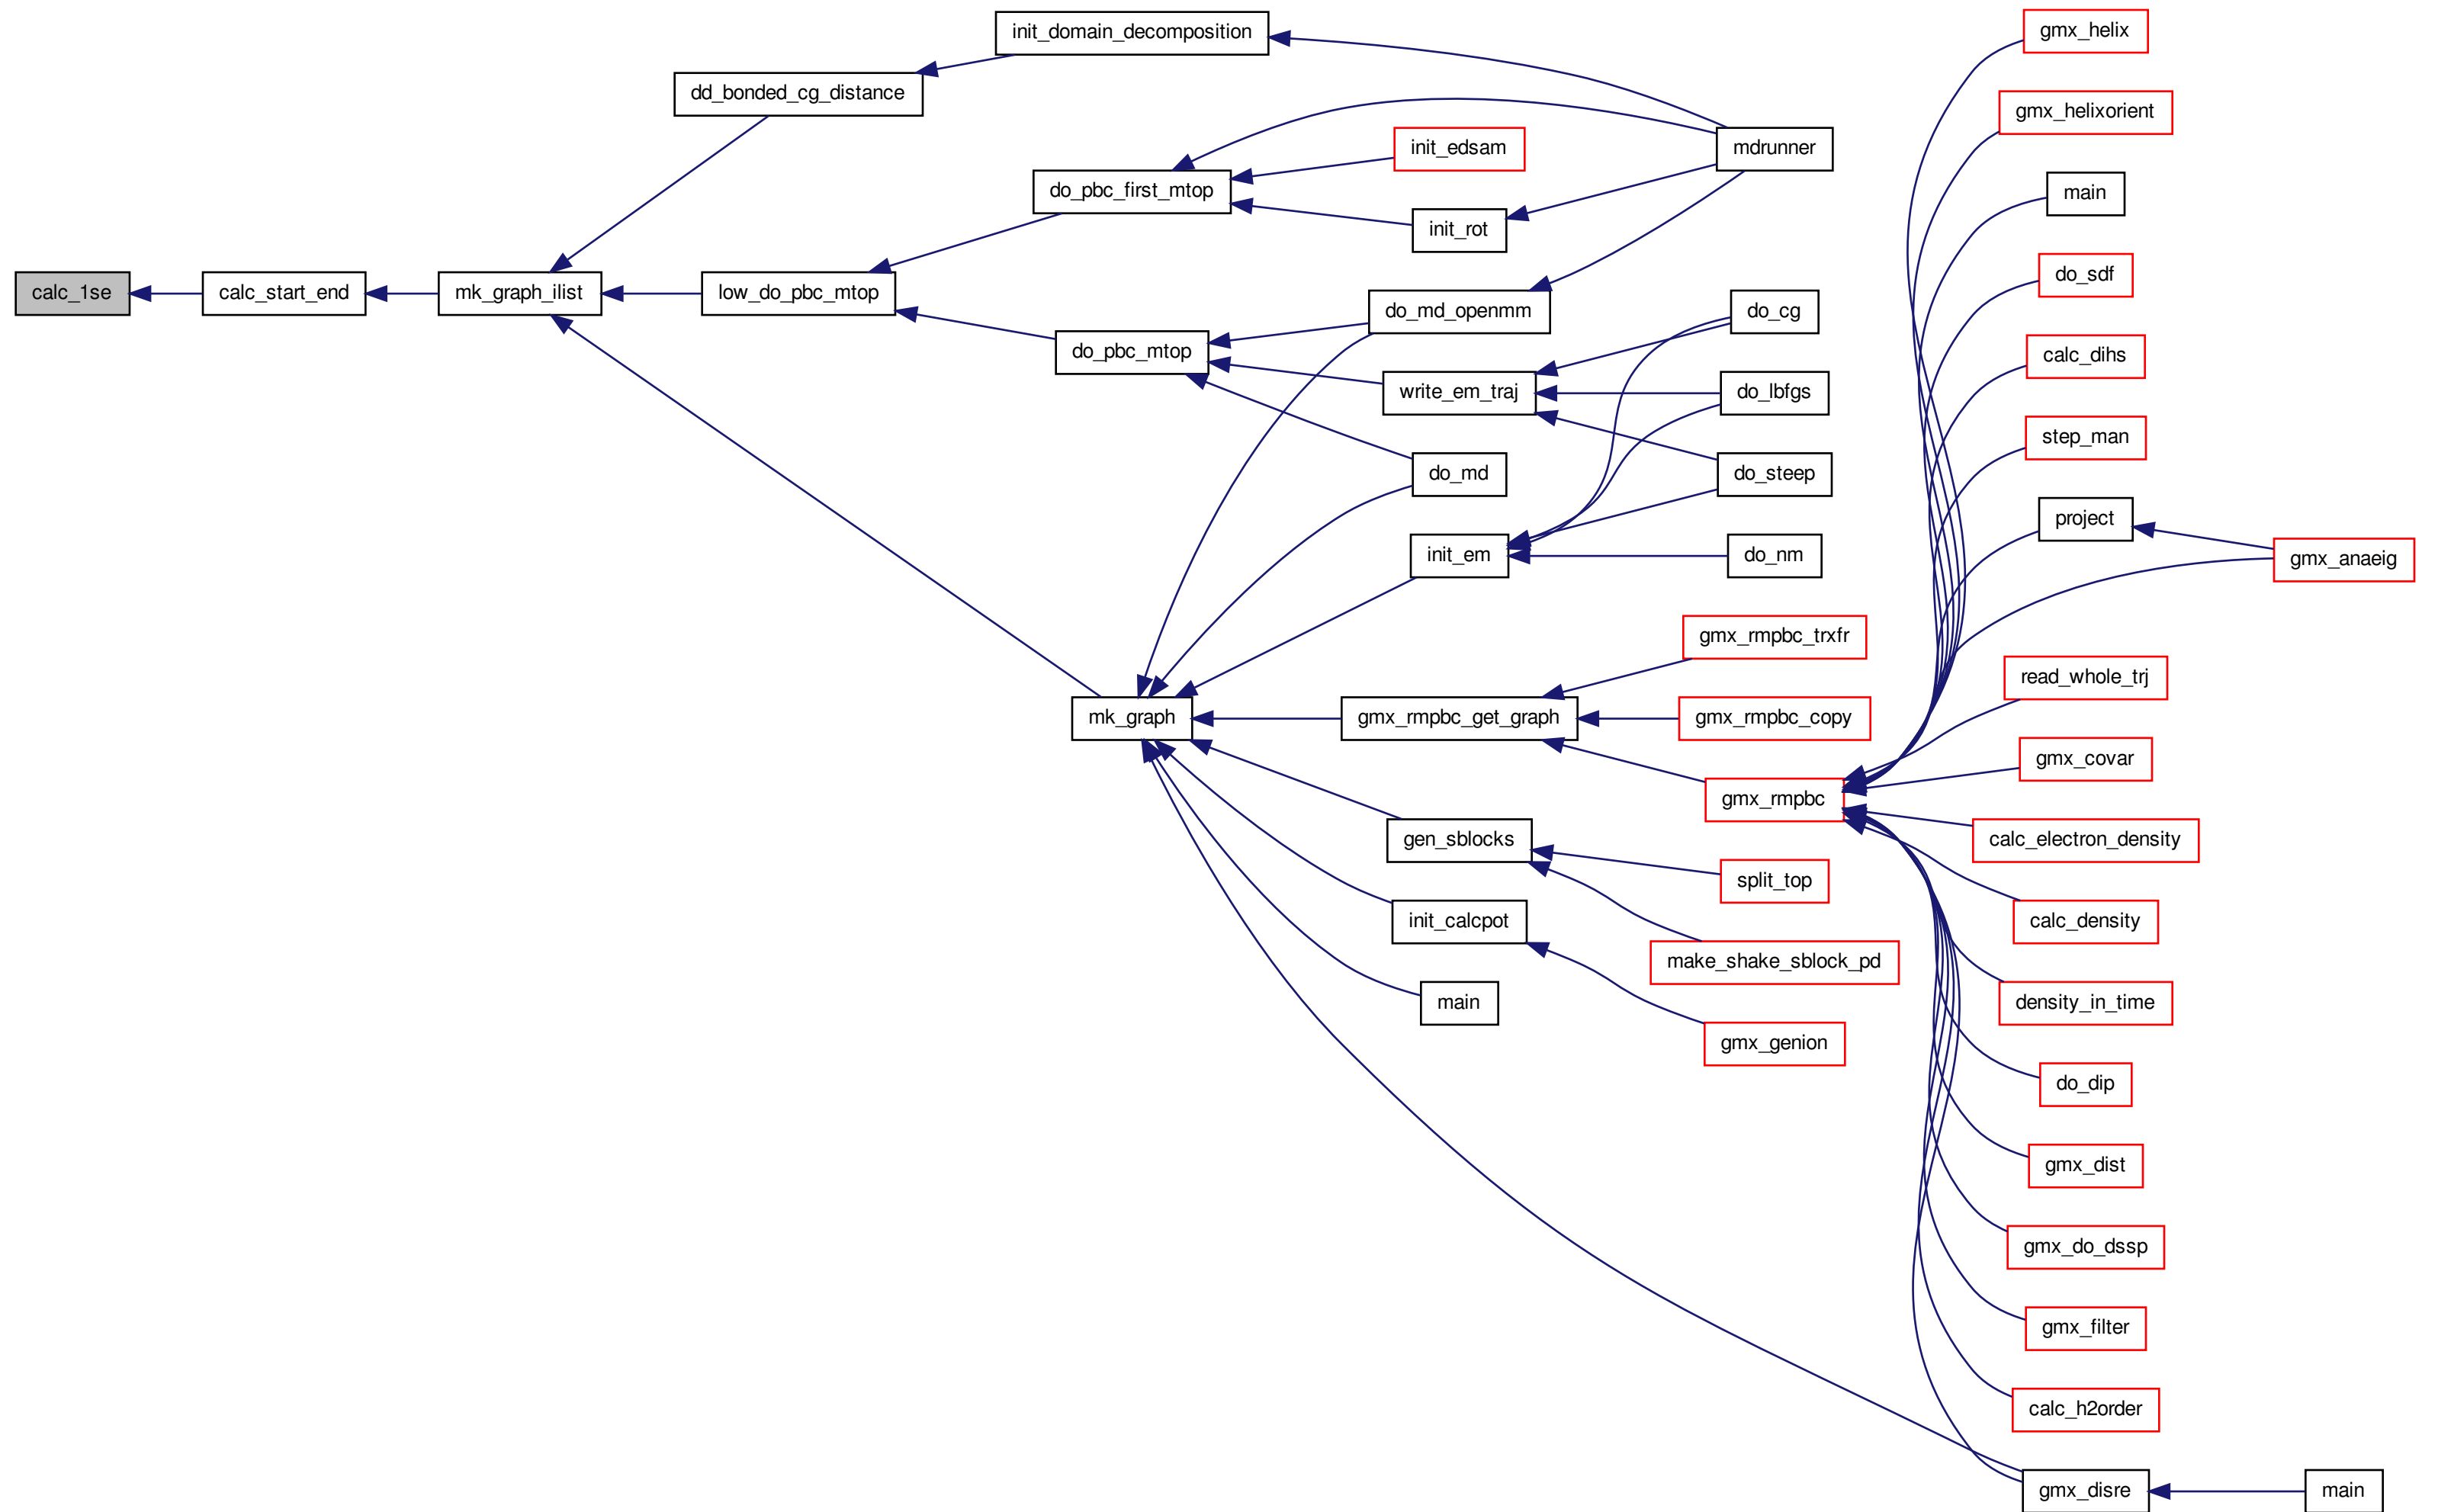 calc_1se
calc_start_end
mk_graph_ilist
dd_bonded_cg_distance
init_domain_decomposition
low_do_pbc_mtop
do_pbc_first_mtop
do_pbc_mtop
mk_graph
init_edsam
init_rot
do_md_openmm
write_em_traj
do_md
init_em
gmx_rmpbc_get_graph
gen_sblocks
init_calcpot
main
mdrunner
do_cg
do_lbfgs
do_steep
do_nm
gmx_rmpbc_trxfr
gmx_rmpbc_copy
gmx_rmpbc
split_top
make_shake_sblock_pd
gmx_genion
gmx_helix
gmx_helixorient
main
do_sdf
calc_dihs
step_man
project
gmx_anaeig
read_whole_trj
gmx_covar
calc_electron_density
calc_density
density_in_time
do_dip
gmx_dist
gmx_do_dssp
gmx_filter
calc_h2order
gmx_disre
main